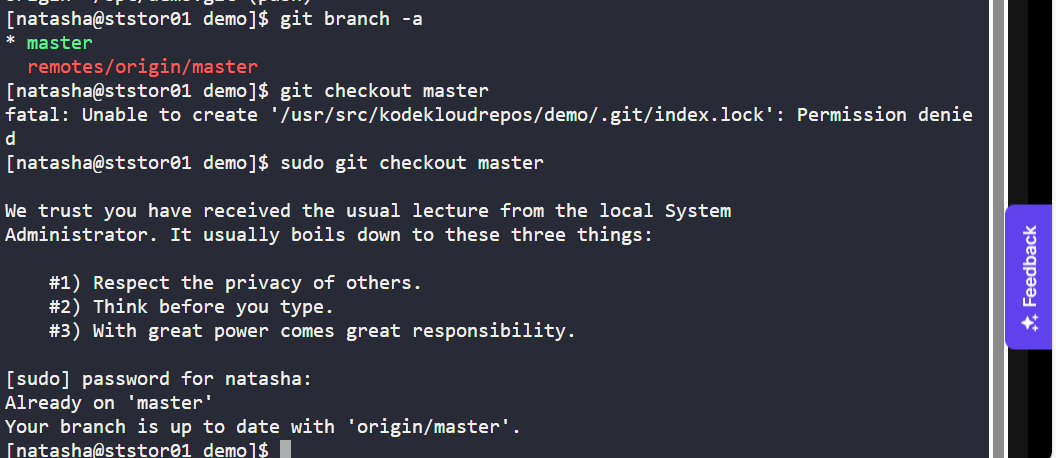 [natasha@ststor01 demo]$ git branch -a
* master
  remotes/origin/master
[natasha@ststor01 demo]$ git checkout master
fatal: Unable to create '/usr/src/kodekloudrepos/demo/.git/index.lock': Permission denie
d
[natasha@ststor01 demo]$ sudo git checkout master

We trust you have received the usual lecture from the local System
Administrator. It usually boils down to these three things:

    #1) Respect the privacy of others.
    #2) Think before you type.
    #3) With great power comes great responsibility.

[sudo] password for natasha:
Already on 'master'
Your branch is up to date with 'origin/master'.
[natasha@ststor01 demo]$
Feedback